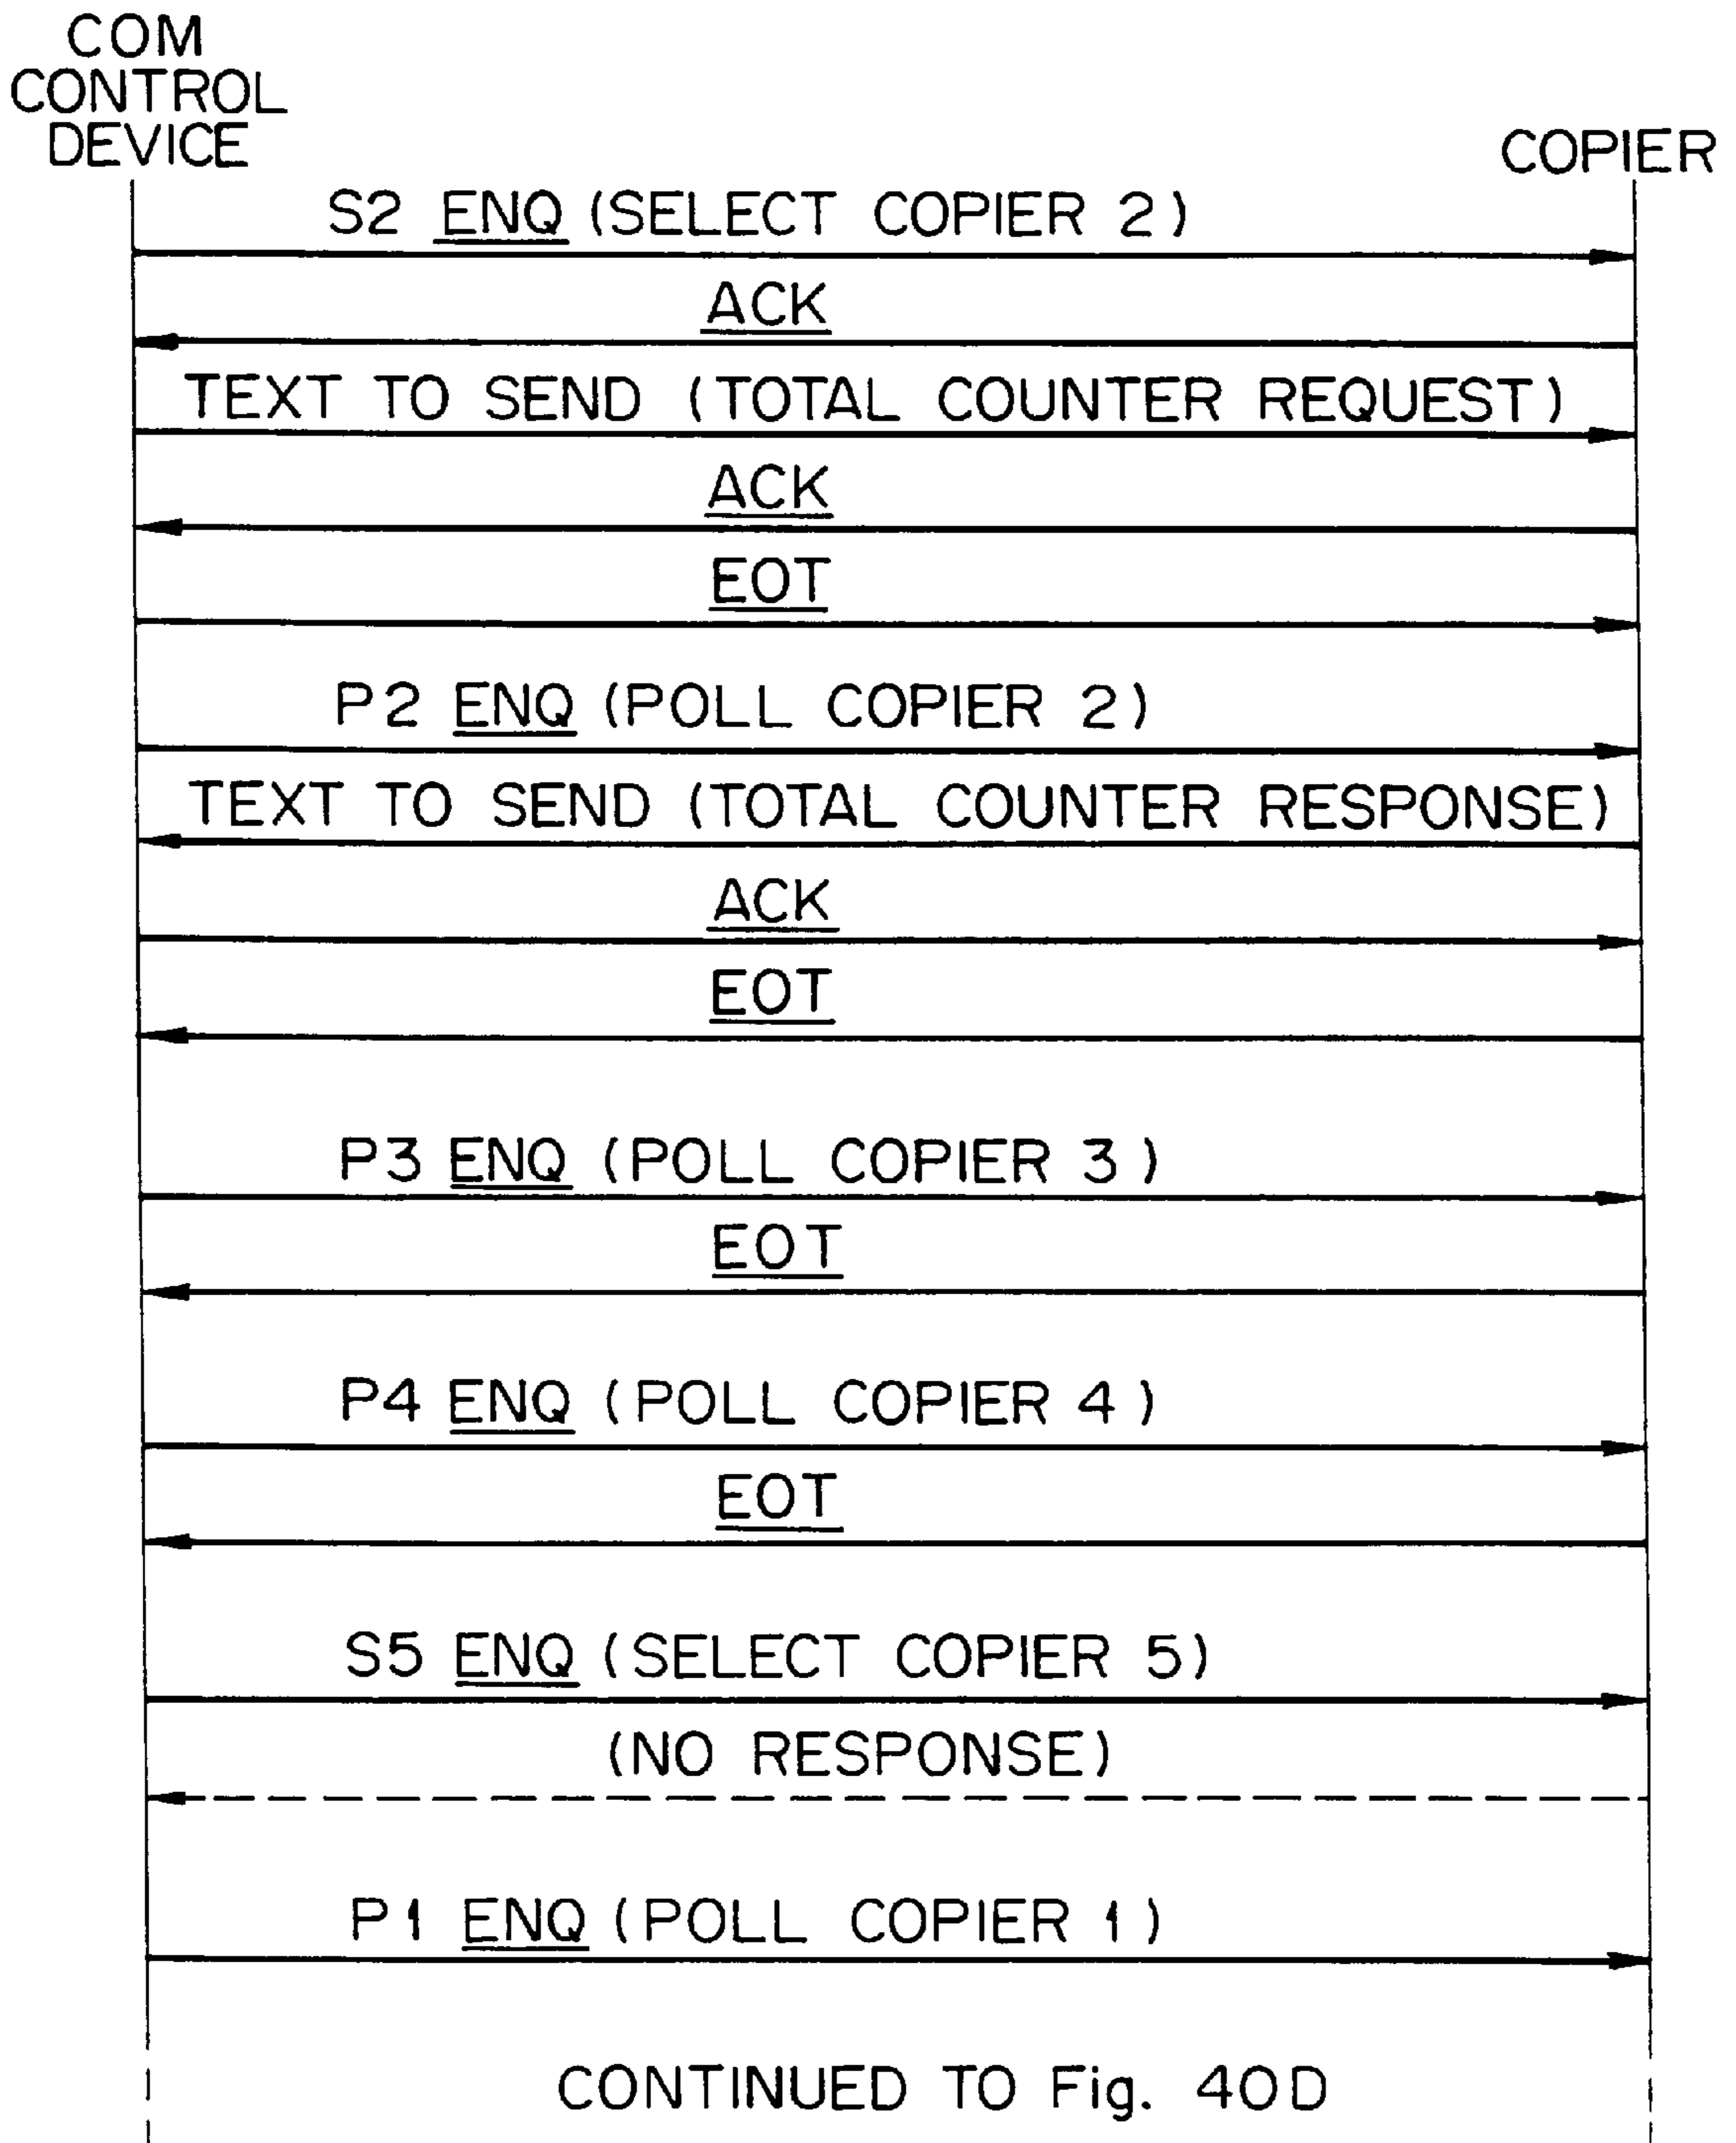 COM
CONTROL
DEVICE
COPIER
S2 ENQ (SELECT COPIER 2)
ACK
TEXT TO SEND (TOTAL COUNTER REQUEST)
ACK
EOT
P2 ENQ (POLL COPIER 2)
TEXT TO SEND (TOTAL COUNTER RESPONSE)
ACK
EOT
P3 ENQ (POLL COPIER 3)
EOT
P4 ENQ (POLL COPIER 4)
EOT
S5 ENQ (SELECT COPIER 5)
(NO RESPONSE)
P1 ENQ (POLL COPIER 1)
CONTINUED TO Fig. 40D